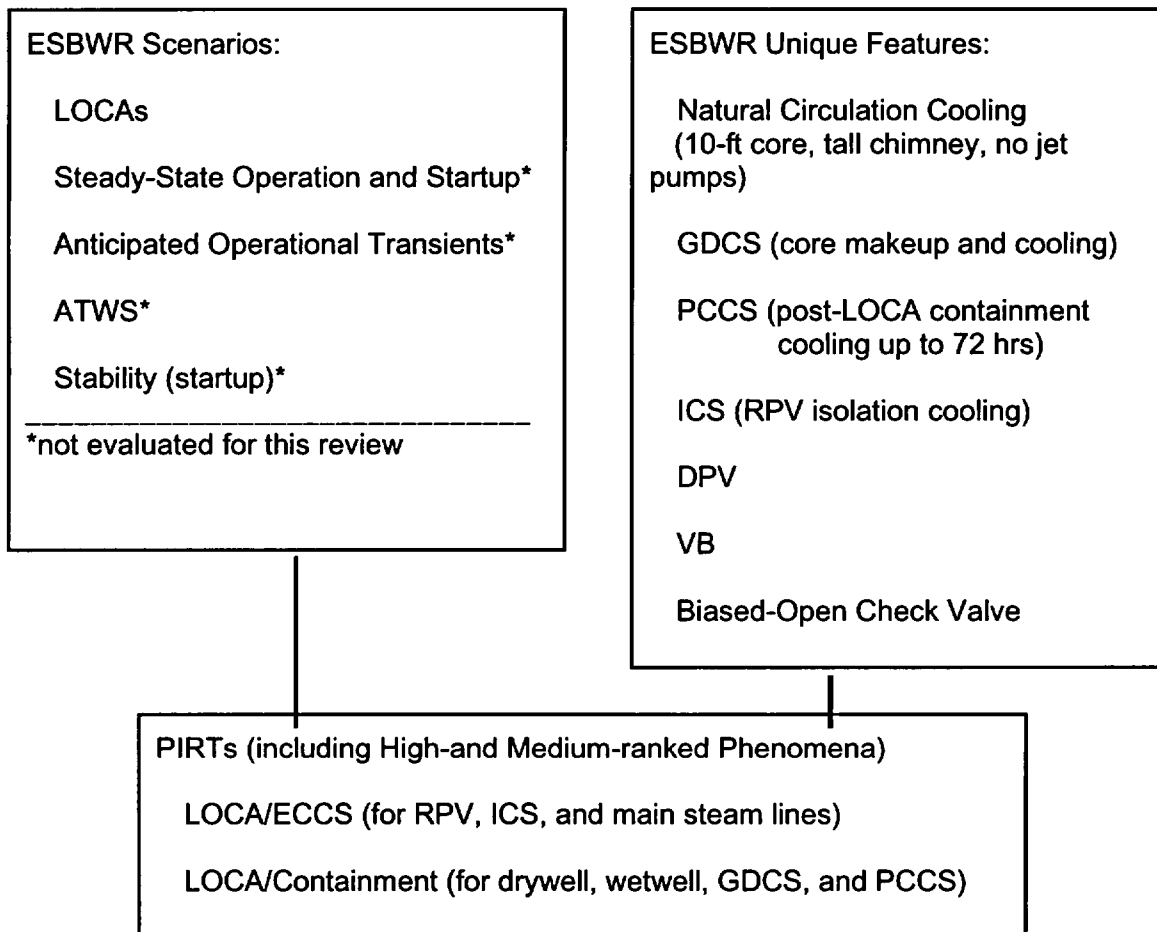 ESBWR Scenarios:
LOCAs
Steady-State Operation and Startup*
Anticipated Operational Transients*
ATWS*
Stability (startup)*
*not evaluated for this review
ESBWR Unique Features:
Natural Circulation Cooling
(10-ft core, tall chimney, no jet
pumps)
GDCS (core makeup and cooling)
PCCS (post-LOCA containment
cooling up to 72 hrs)
ICS (RPV isolation cooling)
DPV
VB
Biased-Open Check Valve
PIRTs (including High-and Medium-ranked Phenomena)
LOCA/ECCS (for RPV, ICS, and main steam lines)
LOCA/Containment (for drywell, wetwell, GDCS, and PCCS)